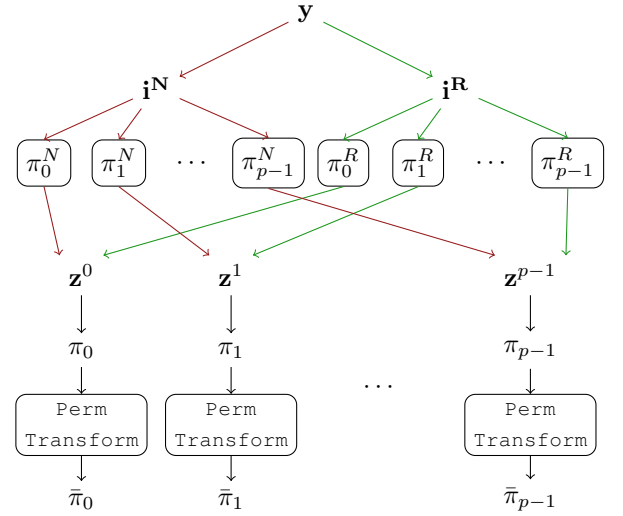 y
i^N i^R
π_0^N π_1^N ⋯ π_{p−1}^N π_0^R π_1^R ⋯ π_{p−1}^R
z^0 z^1 z^{p−1}
π_0 π_1 π_{p−1}
⋯
Perm Perm Perm
Transform Transform Transform
π̄_0 π̄_1 π̄_{p−1}